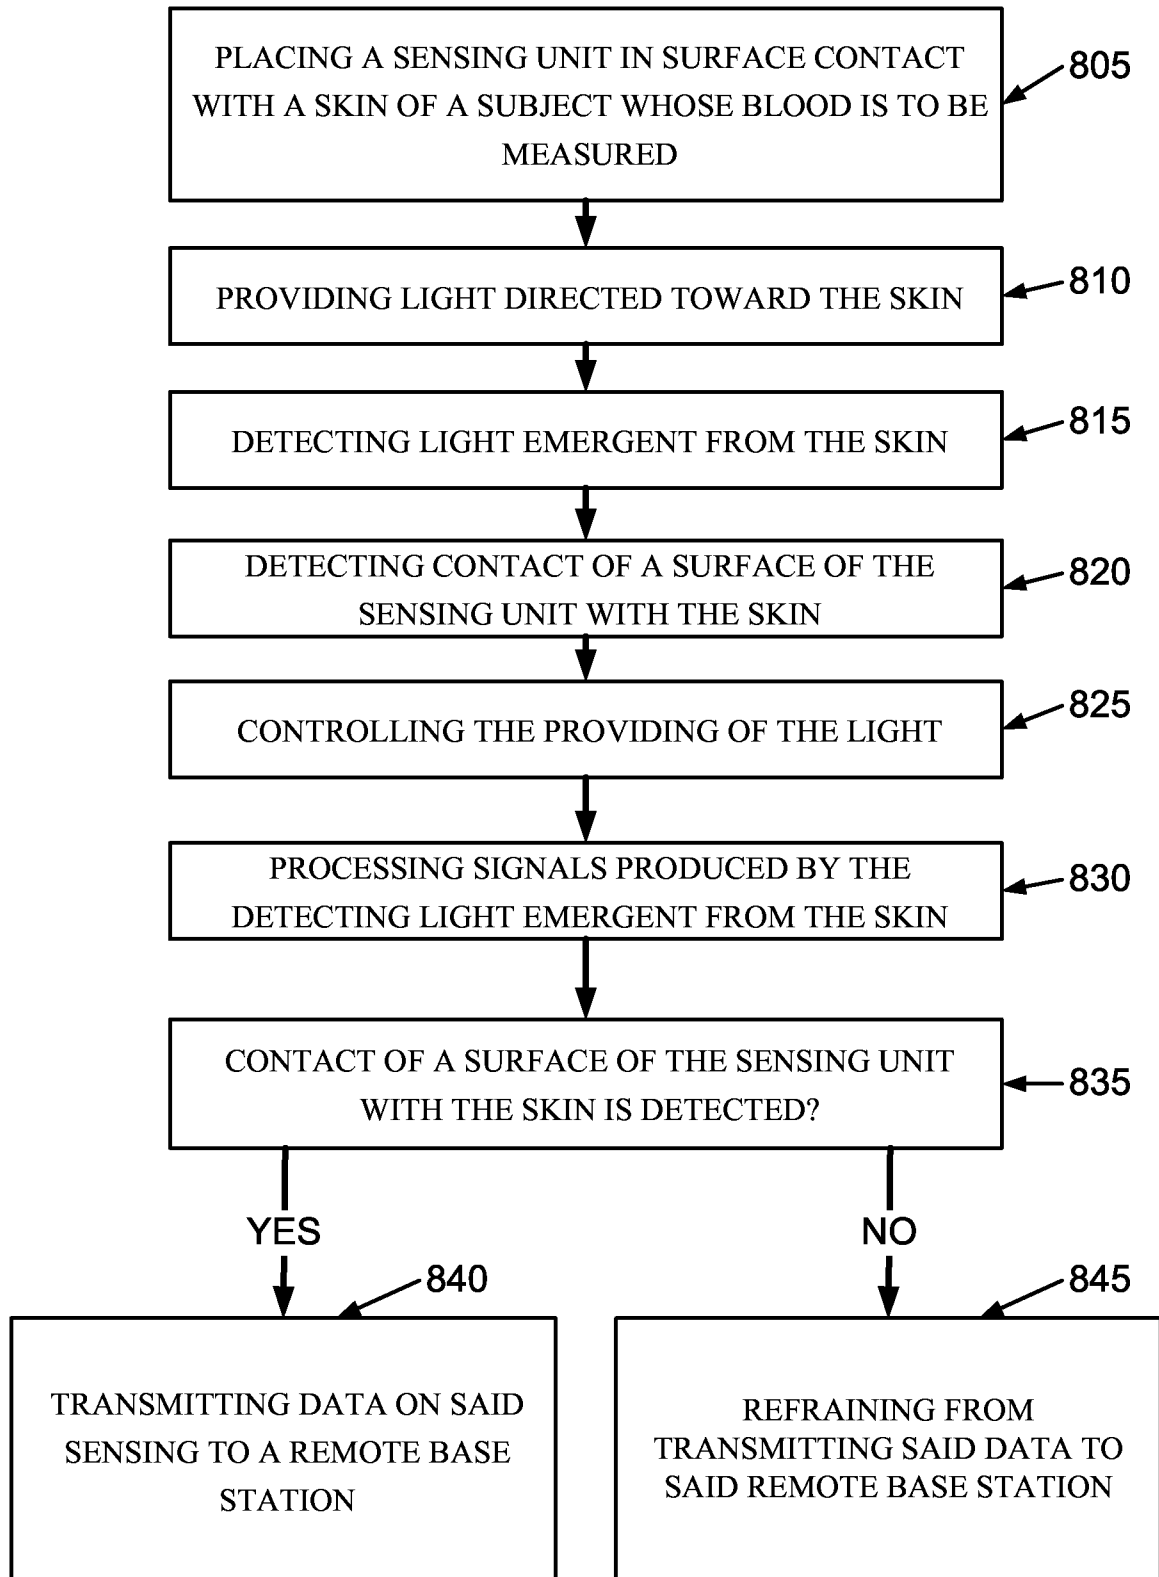 PLACING A SENSING UNIT IN SURFACE CONTACT
WITH A SKIN OF A SUBJECT WHOSE BLOOD IS TO BE
MEASURED
805
PROVIDING LIGHT DIRECTED TOWARD THE SKIN
810
DETECTING LIGHT EMERGENT FROM THE SKIN
815
DETECTING CONTACT OF A SURFACE OF THE
SENSING UNIT WITH THE SKIN
820
CONTROLLING THE PROVIDING OF THE LIGHT
825
PROCESSING SIGNALS PRODUCED BY THE
DETECTING LIGHT EMERGENT FROM THE SKIN
830
CONTACT OF A SURFACE OF THE SENSING UNIT
WITH THE SKIN IS DETECTED?
835
YES
NO
840
TRANSMITTING DATA ON SAID
SENSING TO A REMOTE BASE
STATION
845
REFRAINING FROM
TRANSMITTING SAID DATA TO
SAID REMOTE BASE STATION